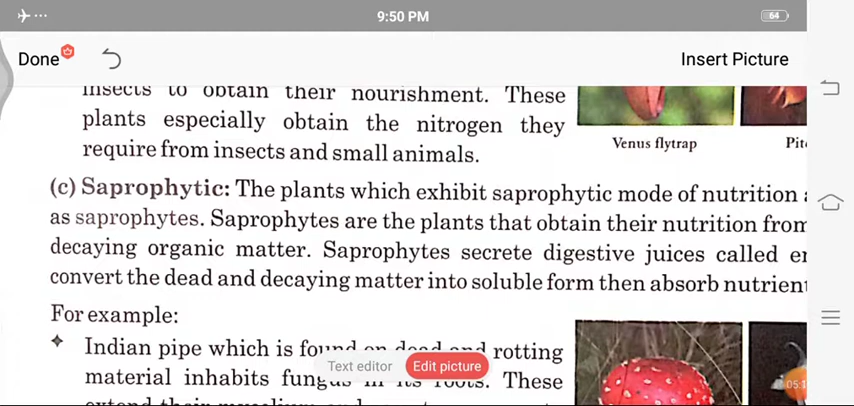 9:50 PM
64
Done
Insert Picture
insects to obtain their nourishment. These
plants especially obtain the nitrogen they
require from insects and small animals.
Venus flytrap
(c) Saprophytic: The plants which exhibit saprophytic mode of nutrition
as saprophytes. Saprophytes are the plants that obtain their nutrition from
decaying organic matter. Saprophytes secrete digestive juices called
convert the dead and decaying matter into soluble form then absorb
For example:
Indian pipe which is found on dead and rotting
material inhabits fungus in its roots. These
Text editor
Edit picture